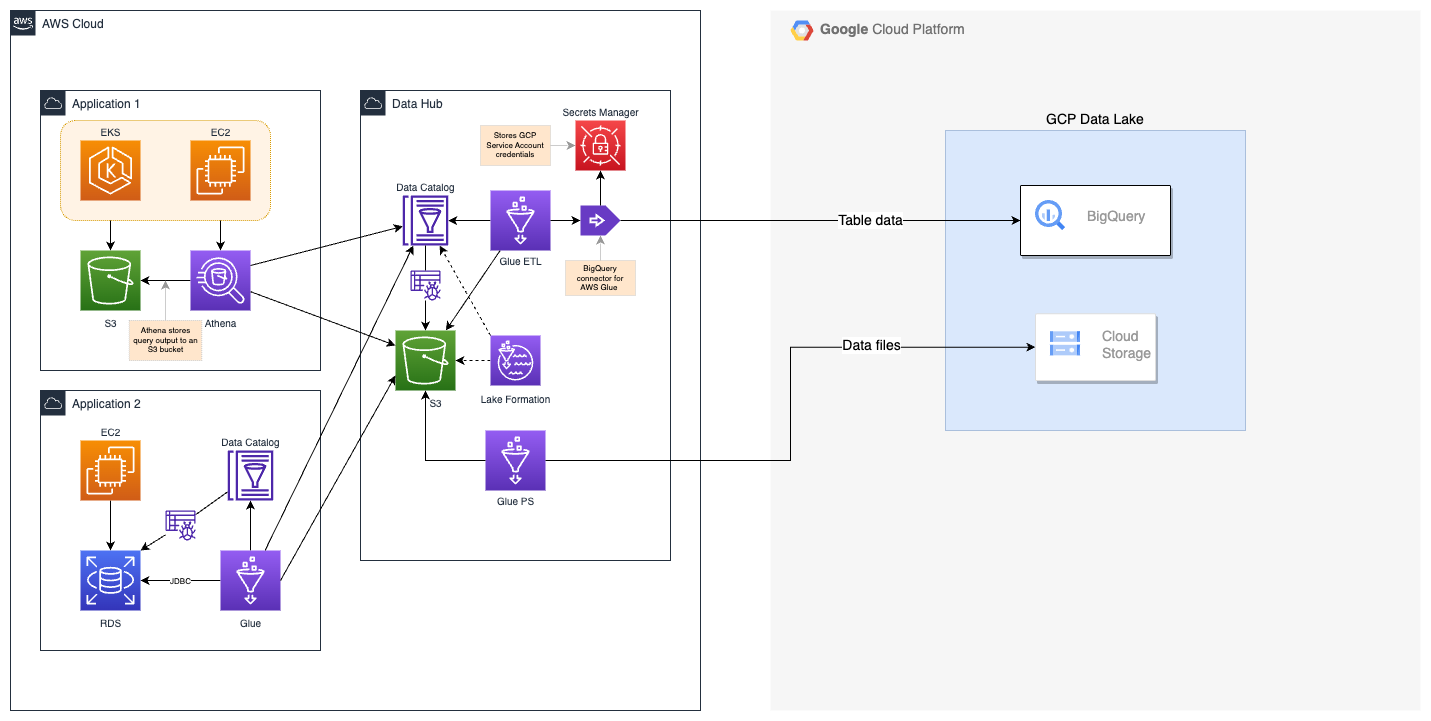 aws
AWS Cloud
Google Cloud Platform
Application 1
EKS
EC2
S3
Athena
Athena stores
query output to an
S3 bucket
Data Hub
Secrets Manager
Stores GCP
Service Account
credentials
Data Catalog
Glue ETL
BigQuery
connector for
AWS Glue
S3
Lake Formation
Glue PS
Table data
Data files
GCP Data Lake
BigQuery
Cloud
Storage
Application 2
EC2
Data Catalog
JDBC
RDS
Glue